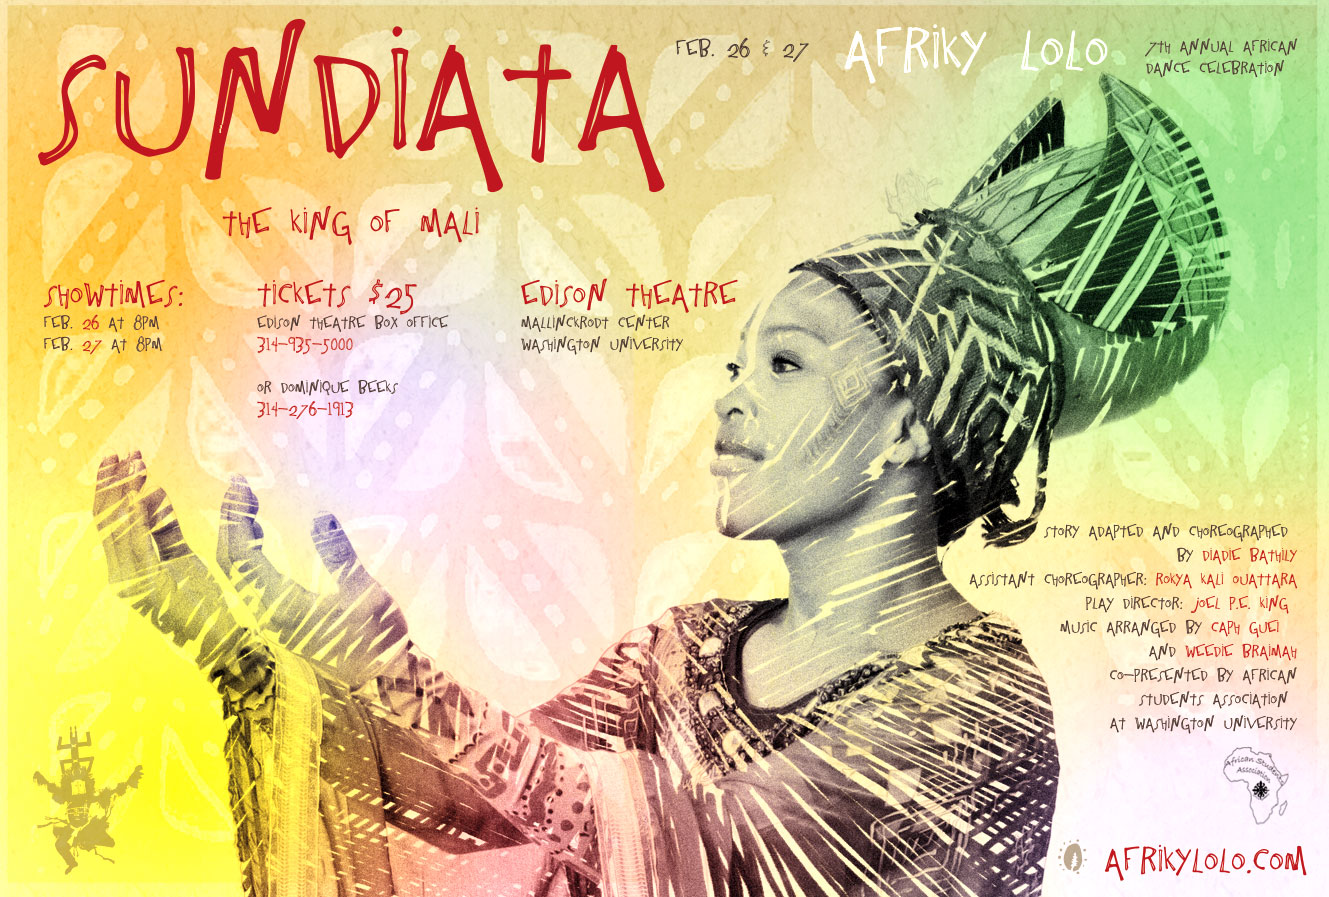 SUNDIATA
THE KING OF MALI
FEB. 26 & 27
AFRIKY LOLO
7TH ANNUAL AFRICAN
DANCE CELEBRATION
SHOWTIMES:
FEB. 26 AT 8PM
FEB. 27 AT 8PM
TICKETS $25
EDISON THEATRE BOX OFFICE
314-935-5000
OR DOMINIQUE BEEKS
314-276-1913
EDISON THEATRE
MALLINCKRODT CENTER
WASHINGTON UNIVERSITY
STORY ADAPTED AND CHOREOGRAPHED
BY DIADIE BATHILY
ASSISTANT CHOREOGRAPHER: ROKYA KALI OUATTARA
PLAY DIRECTOR: JOEL P.E. KING
MUSIC ARRANGED BY CAPH GUEI
AND WEEDIE BRAIMAH
CO-PRESENTED BY AFRICAN
STUDENTS ASSOCIATION
AT WASHINGTON UNIVERSITY
African Students
Association
AFRIKYLOLO.COM